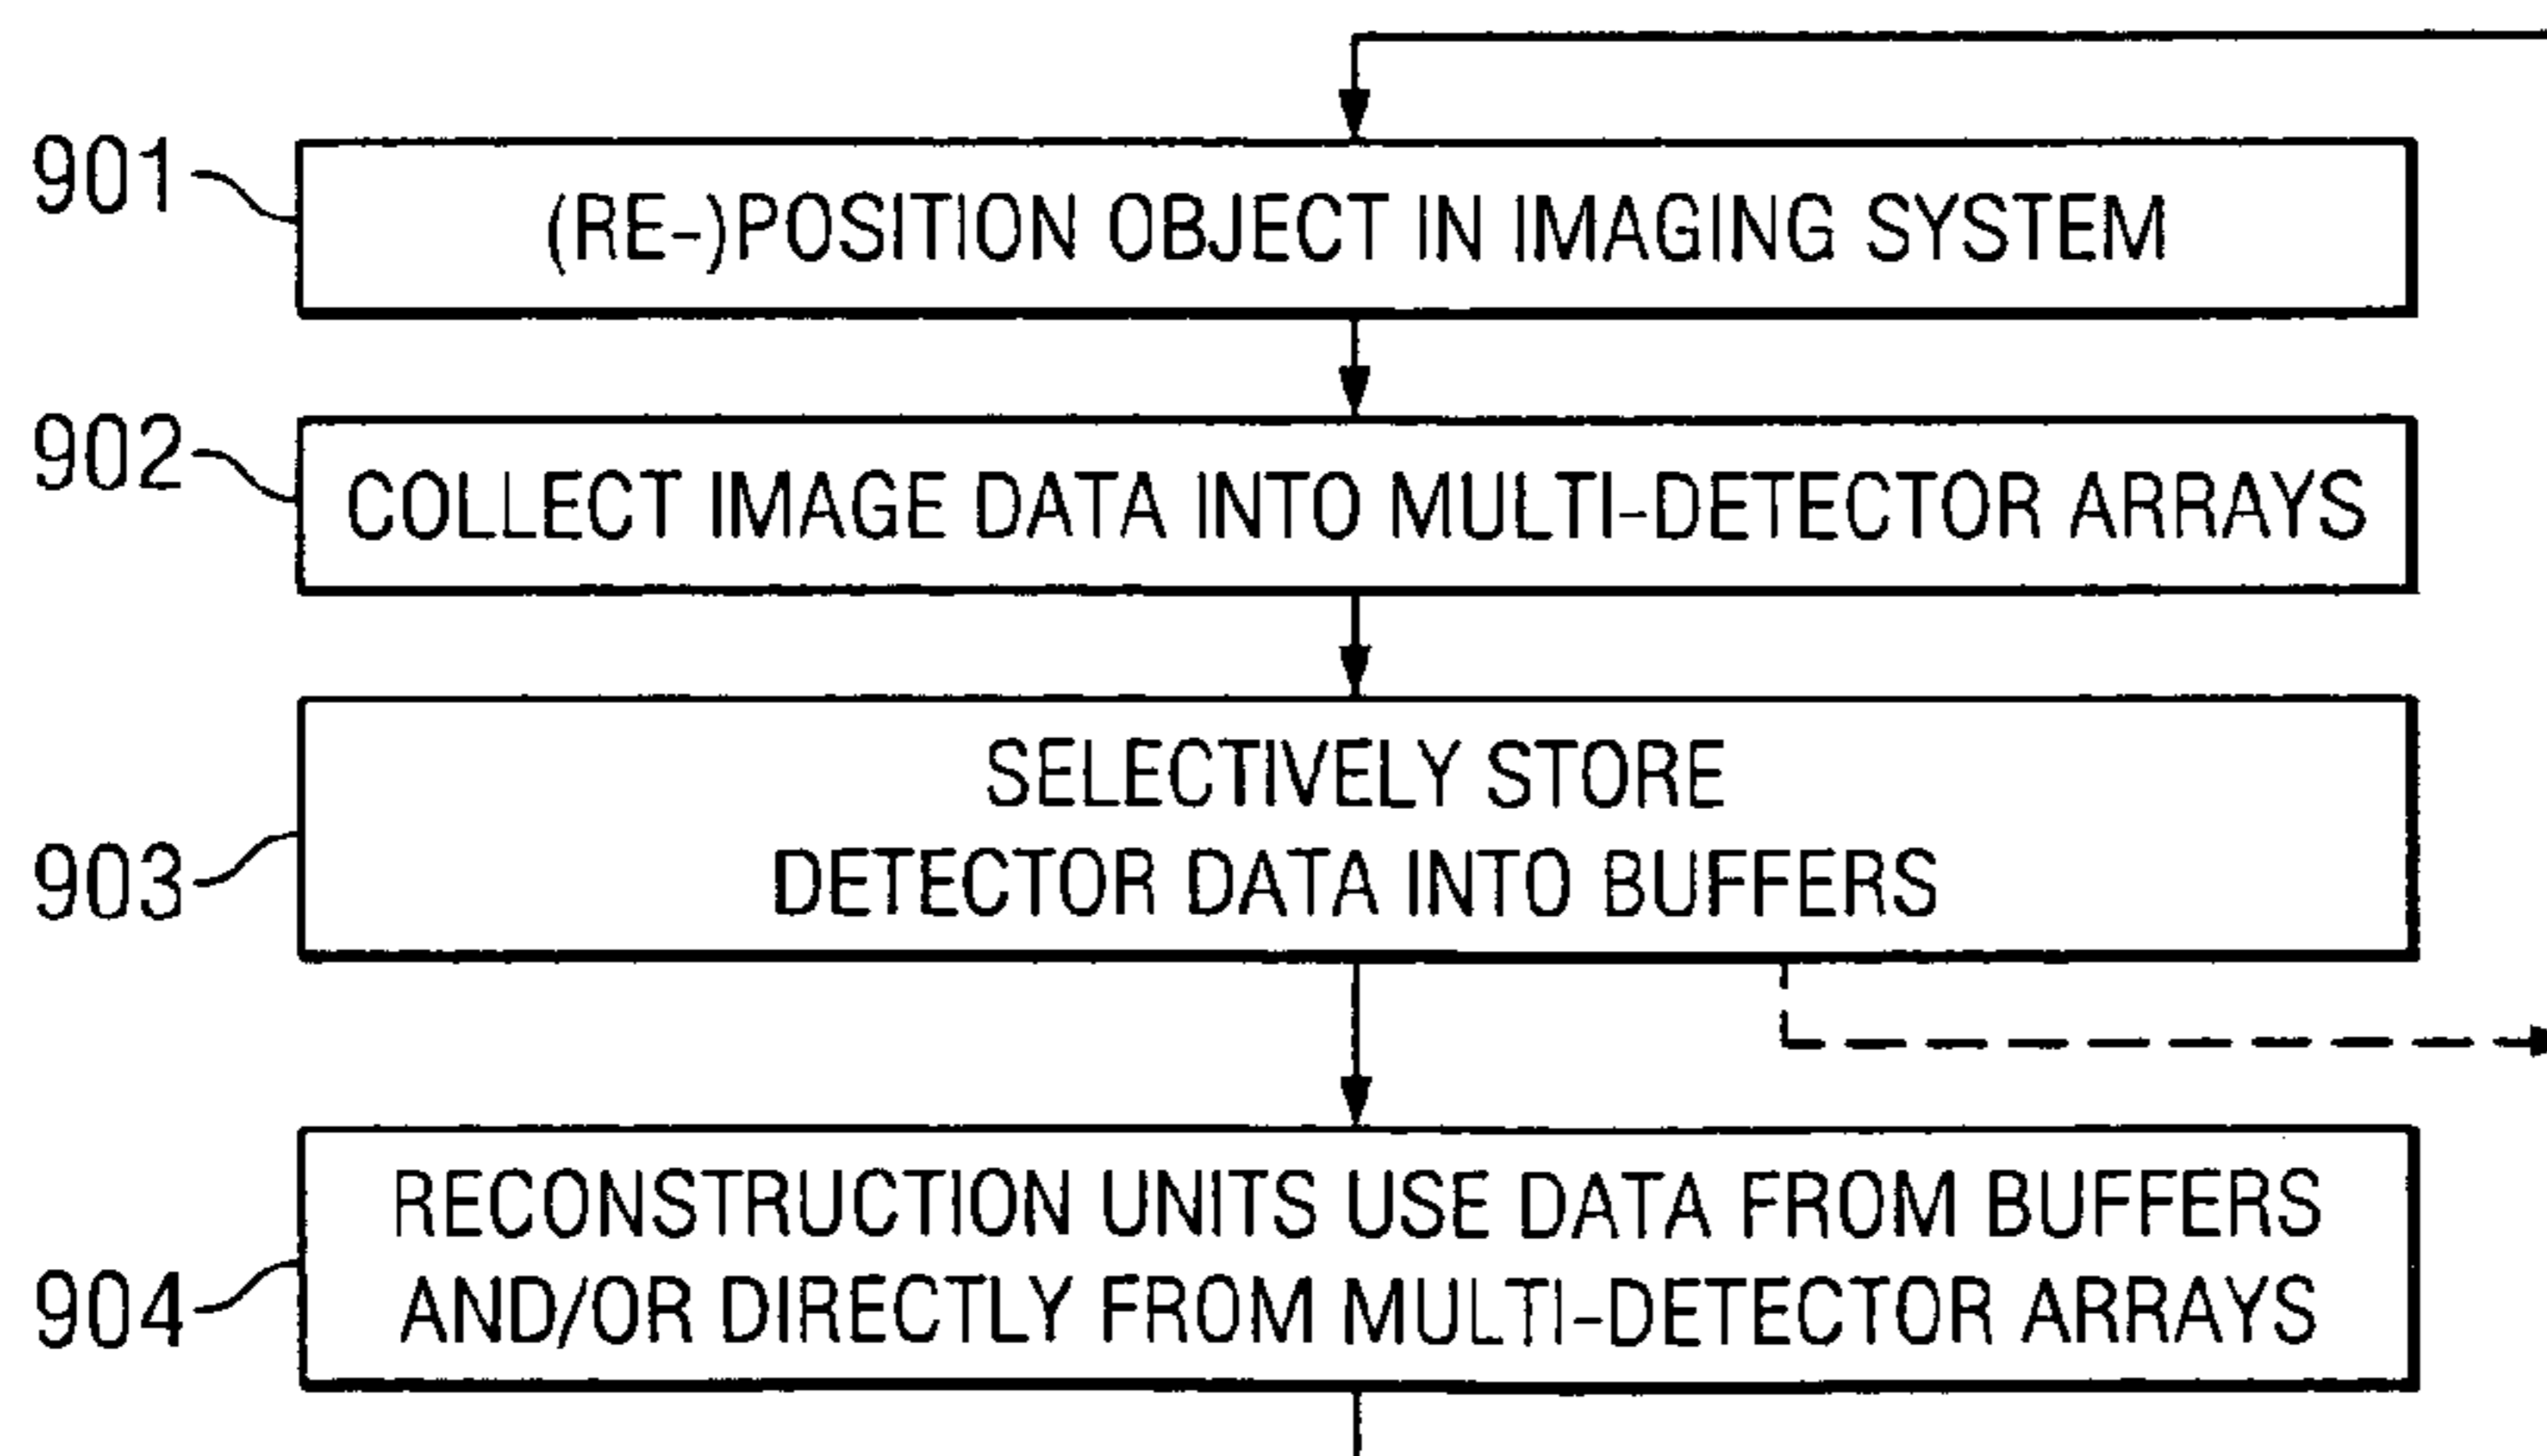 901
(RE-)POSITION OBJECT IN IMAGING SYSTEM
902
COLLECT IMAGE DATA INTO MULTI-DETECTOR ARRAYS
903
SELECTIVELY STORE
DETECTOR DATA INTO BUFFERS
904
RECONSTRUCTION UNITS USE DATA FROM BUFFERS
AND/OR DIRECTLY FROM MULTI-DETECTOR ARRAYS